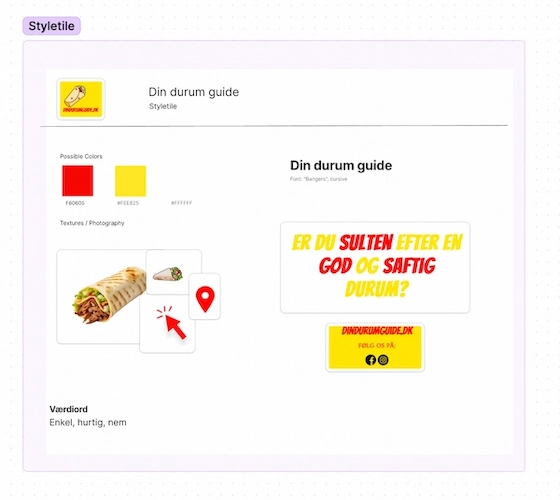 Styletile
DINDURUMGUIDE.DK
Din durum guide
Styletile
Possible Colors
F60605
#FEE825
#FFFFFF
Din durum guide
Font: "Bangers", cursive
Textures / Photography
ER DU SULTEN EFTER EN
GOD OG SAFTIG
DURUM?
DINDURUMGUIDE.DK
FØLG OS PÅ:
Værdiord
Enkel, hurtig, nem